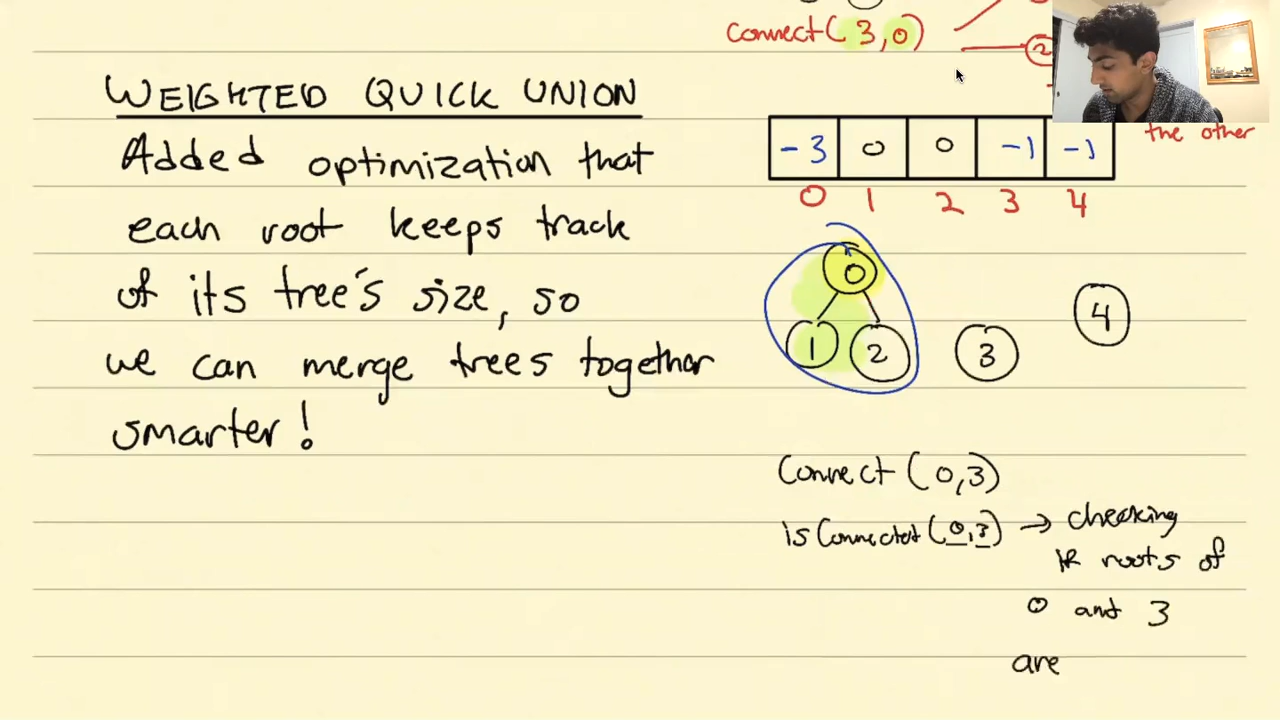 connect(3,0)
2
the other
WEIGHTED QUICK UNION
Added optimization that
each root keeps track
of its tree's size, so
we can merge trees together
smarter!
-3 0 0 -1 -1
0 1 2 3 4
0
1 2 3 4
Connect (0,3)
isConnected (0,3) → checking
roots of
0 and 3
are